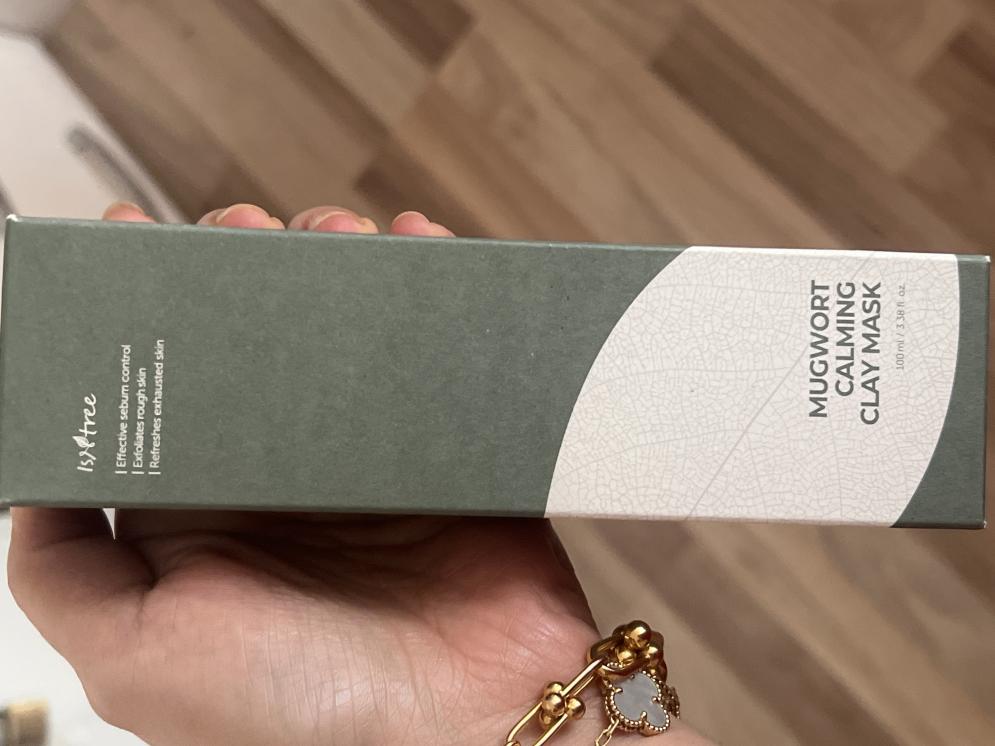 Isntree
Effective sebum control
Exfoliates rough skin
Refreshes exhausted skin
MUGWORT
CALMING
CLAY MASK
100 ml / 3.38 fl. oz.